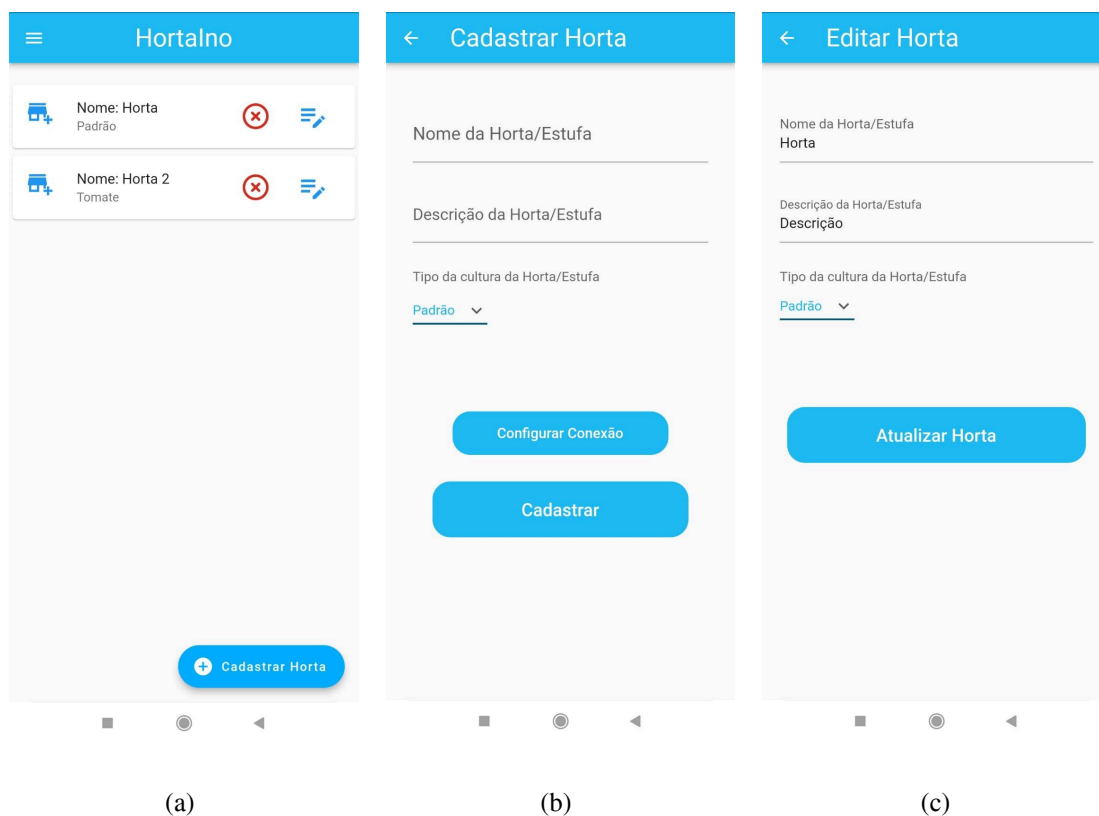 HortaIno
Nome: Horta
Padrão
Nome: Horta 2
Tomate
Cadastrar Horta
(a)
Cadastrar Horta
Nome da Horta/Estufa
Descrição da Horta/Estufa
Tipo da cultura da Horta/Estufa
Padrão
Configurar Conexão
Cadastrar
(b)
Editar Horta
Nome da Horta/Estufa
Horta
Descrição da Horta/Estufa
Descrição
Tipo da cultura da Horta/Estufa
Padrão
Atualizar Horta
(c)